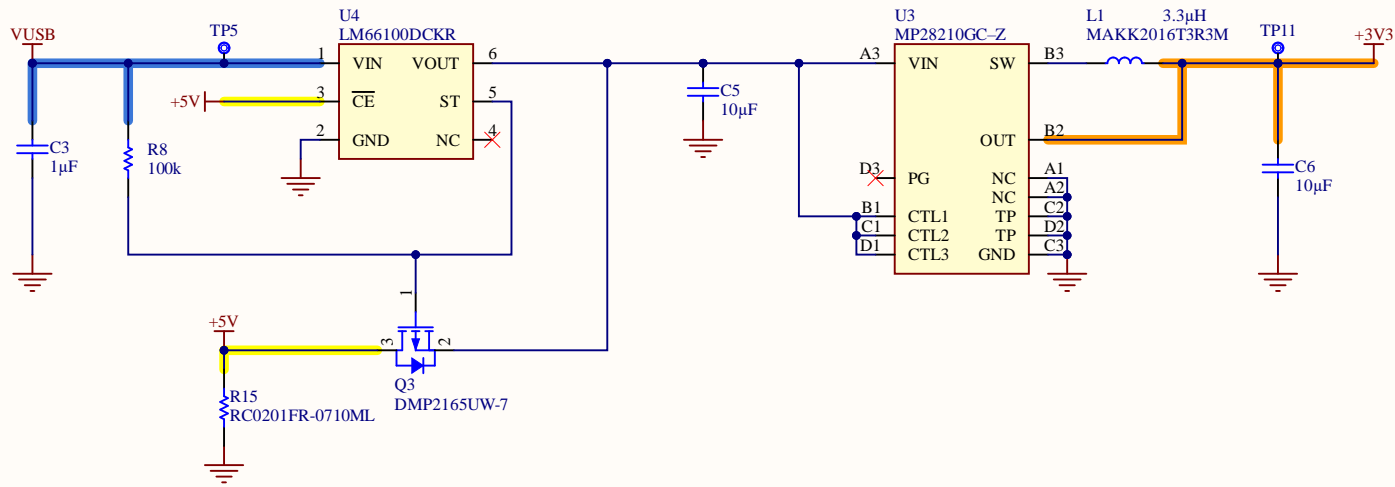 VUSB
TP5
U4
LM66100DCKR
1
VIN
VOUT
6
+5V
3
CE
ST
5
2
GND
NC
4
C3
1µF
R8
100k
C5
10µF
U3
MP28210GC–Z
A3
VIN
SW
B3
OUT
B2
D3
PG
NC
A1
NC
A2
B1
CTL1
TP
C2
C1
CTL2
TP
D2
D1
CTL3
GND
C3
L1
3.3µH
MAKK2016T3R3M
TP11
+3V3
C6
10µF
+5V
1
3
2
Q3
DMP2165UW-7
R15
RC0201FR-0710ML